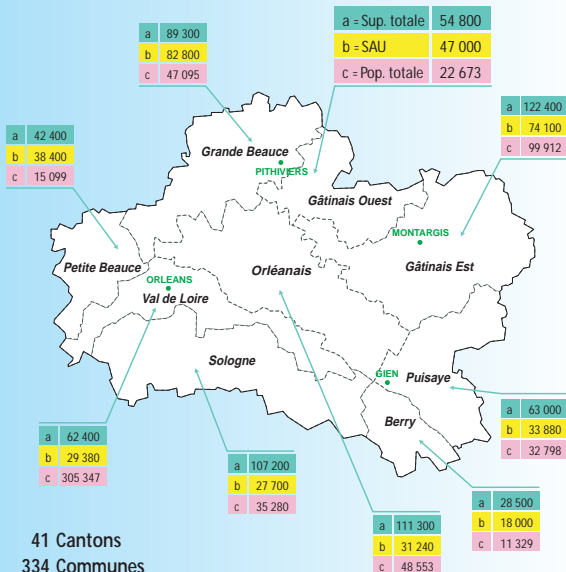 a = Sup. totale 54 800
b = SAU 47 000
c = Pop. totale 22 673
a 89 300
b 82 800
c 47 095
a 122 400
b 74 100
c 99 912
a 42 400
b 38 400
c 15 099
Grande Beauce
PITHIVIERS
Gâtinais Ouest
MONTARGIS
Gâtinais Est
Petite Beauce
ORLEANS
Val de Loire
Orléanais
Sologne
GIEN
Puisaye
Berry
a 63 000
b 33 880
c 32 798
a 62 400
b 29 380
c 305 347
a 107 200
b 27 700
c 35 280
a 28 500
b 18 000
c 11 329
a 111 300
b 31 240
c 48 553
41 Cantons
334 Communes